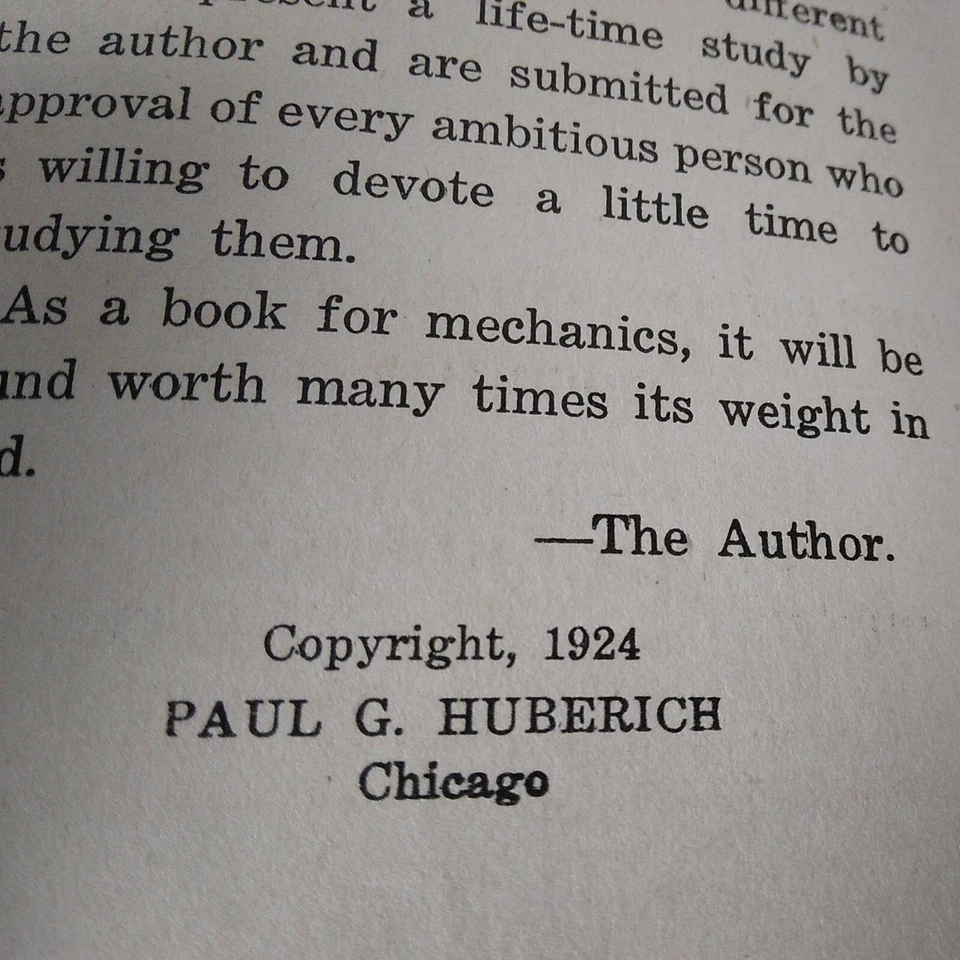 a life-time study by
the author and are submitted for the
approval of every ambitious person who
willing to devote a little time to
udying them.
As a book for mechanics, it will be
und worth many times its weight in
d.
—The Author.
Copyright, 1924
PAUL G. HUBERICH
Chicago